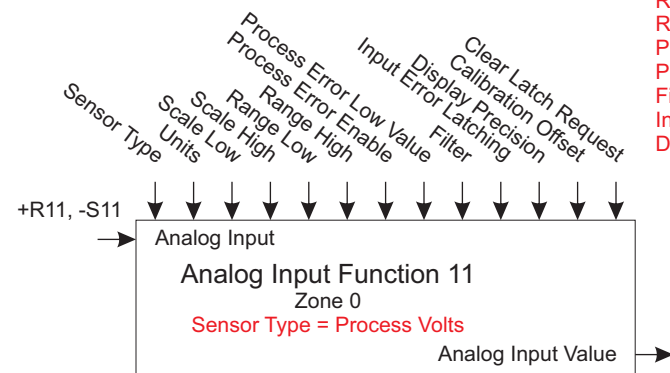 Sensor Type
Units
Scale Low
Scale High
Range Low
Range High
Process Error Enable
Process Error Low Value
Filter
Input Error Latching
Display Precision
Calibration Offset
Clear Latch Request
R
R
P
P
Fi
In
D
+R11, -S11
Analog Input
Analog Input Function 11
Zone 0
Sensor Type = Process Volts
Analog Input Value